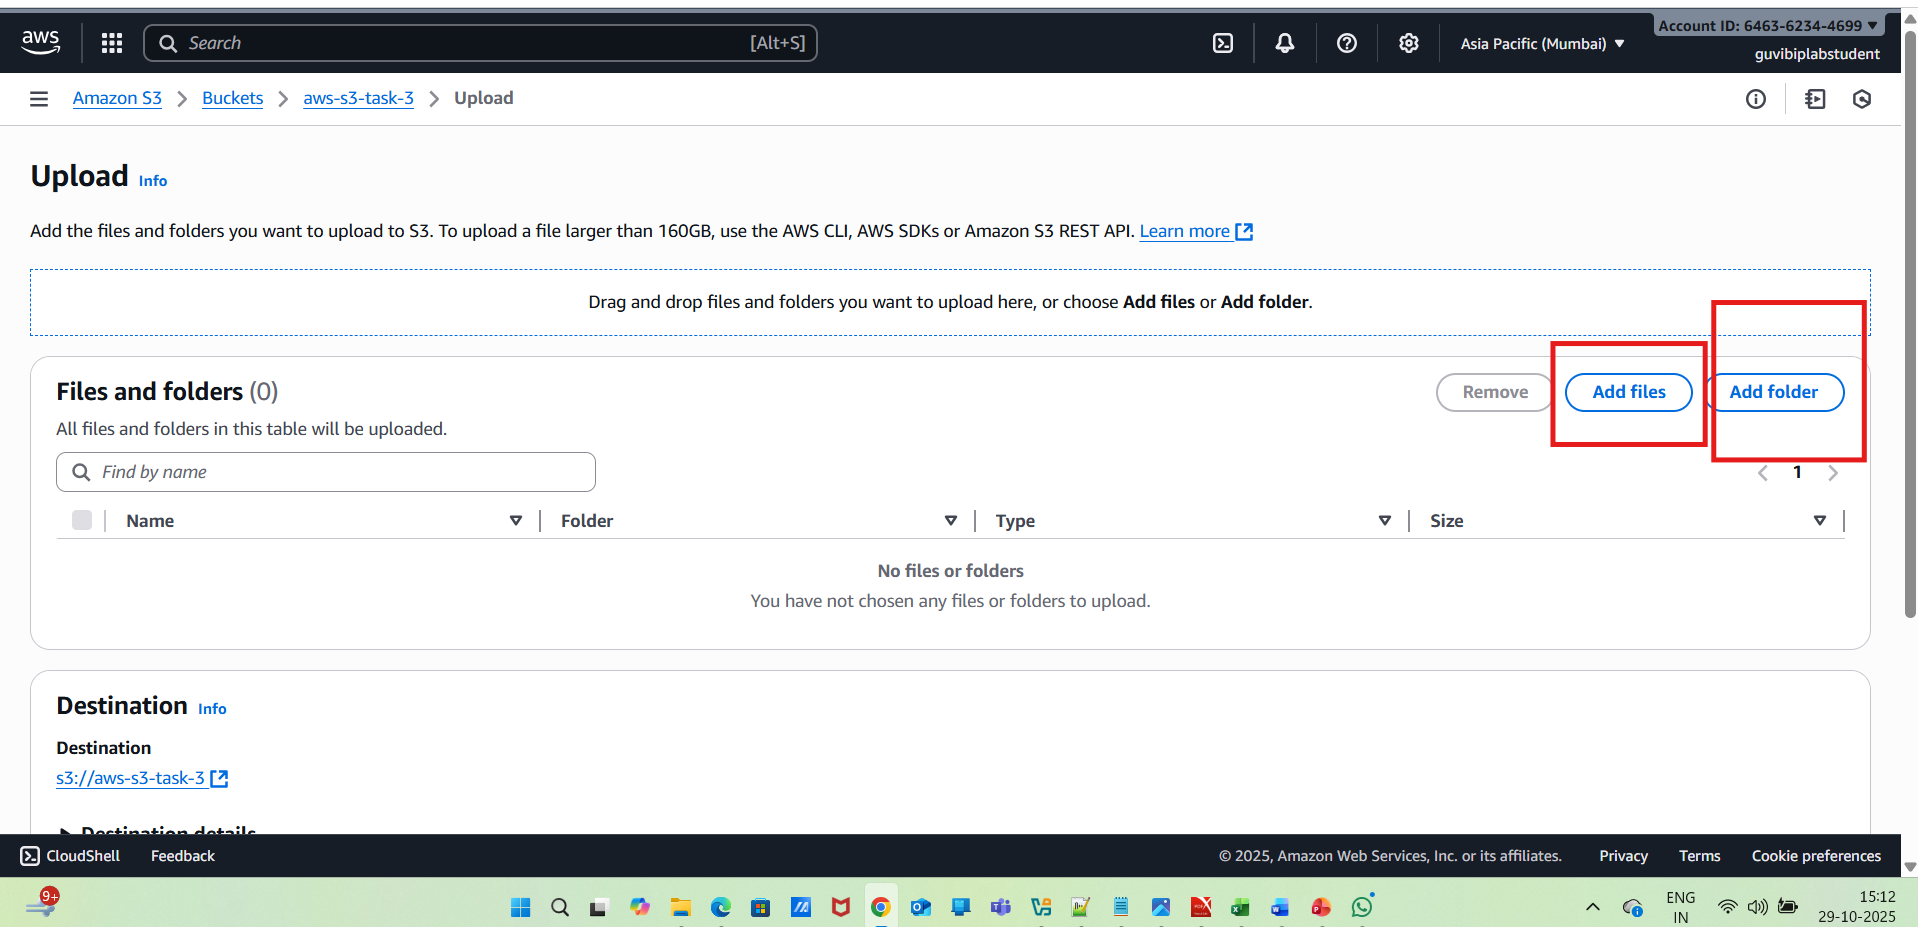 aws
Search
[Alt+S]
Asia Pacific (Mumbai)
Account ID: 6463-6234-4699
guvibiplabstudent
Amazon S3
Buckets
aws-s3-task-3
Upload
Upload Info
Add the files and folders you want to upload to S3. To upload a file larger than 160GB, use the AWS CLI, AWS SDKs or Amazon S3 REST API. Learn more
Drag and drop files and folders you want to upload here, or choose Add files or Add folder.
Files and folders (0)
Remove
Add files
Add folder
All files and folders in this table will be uploaded.
Find by name
1
Name
Folder
Type
Size
No files or folders
You have not chosen any files or folders to upload.
Destination Info
Destination
s3://aws-s3-task-3
Destination details
CloudShell
Feedback
© 2025, Amazon Web Services, Inc. or its affiliates.
Privacy
Terms
Cookie preferences
9+
ENG
IN
15:12
29-10-2025